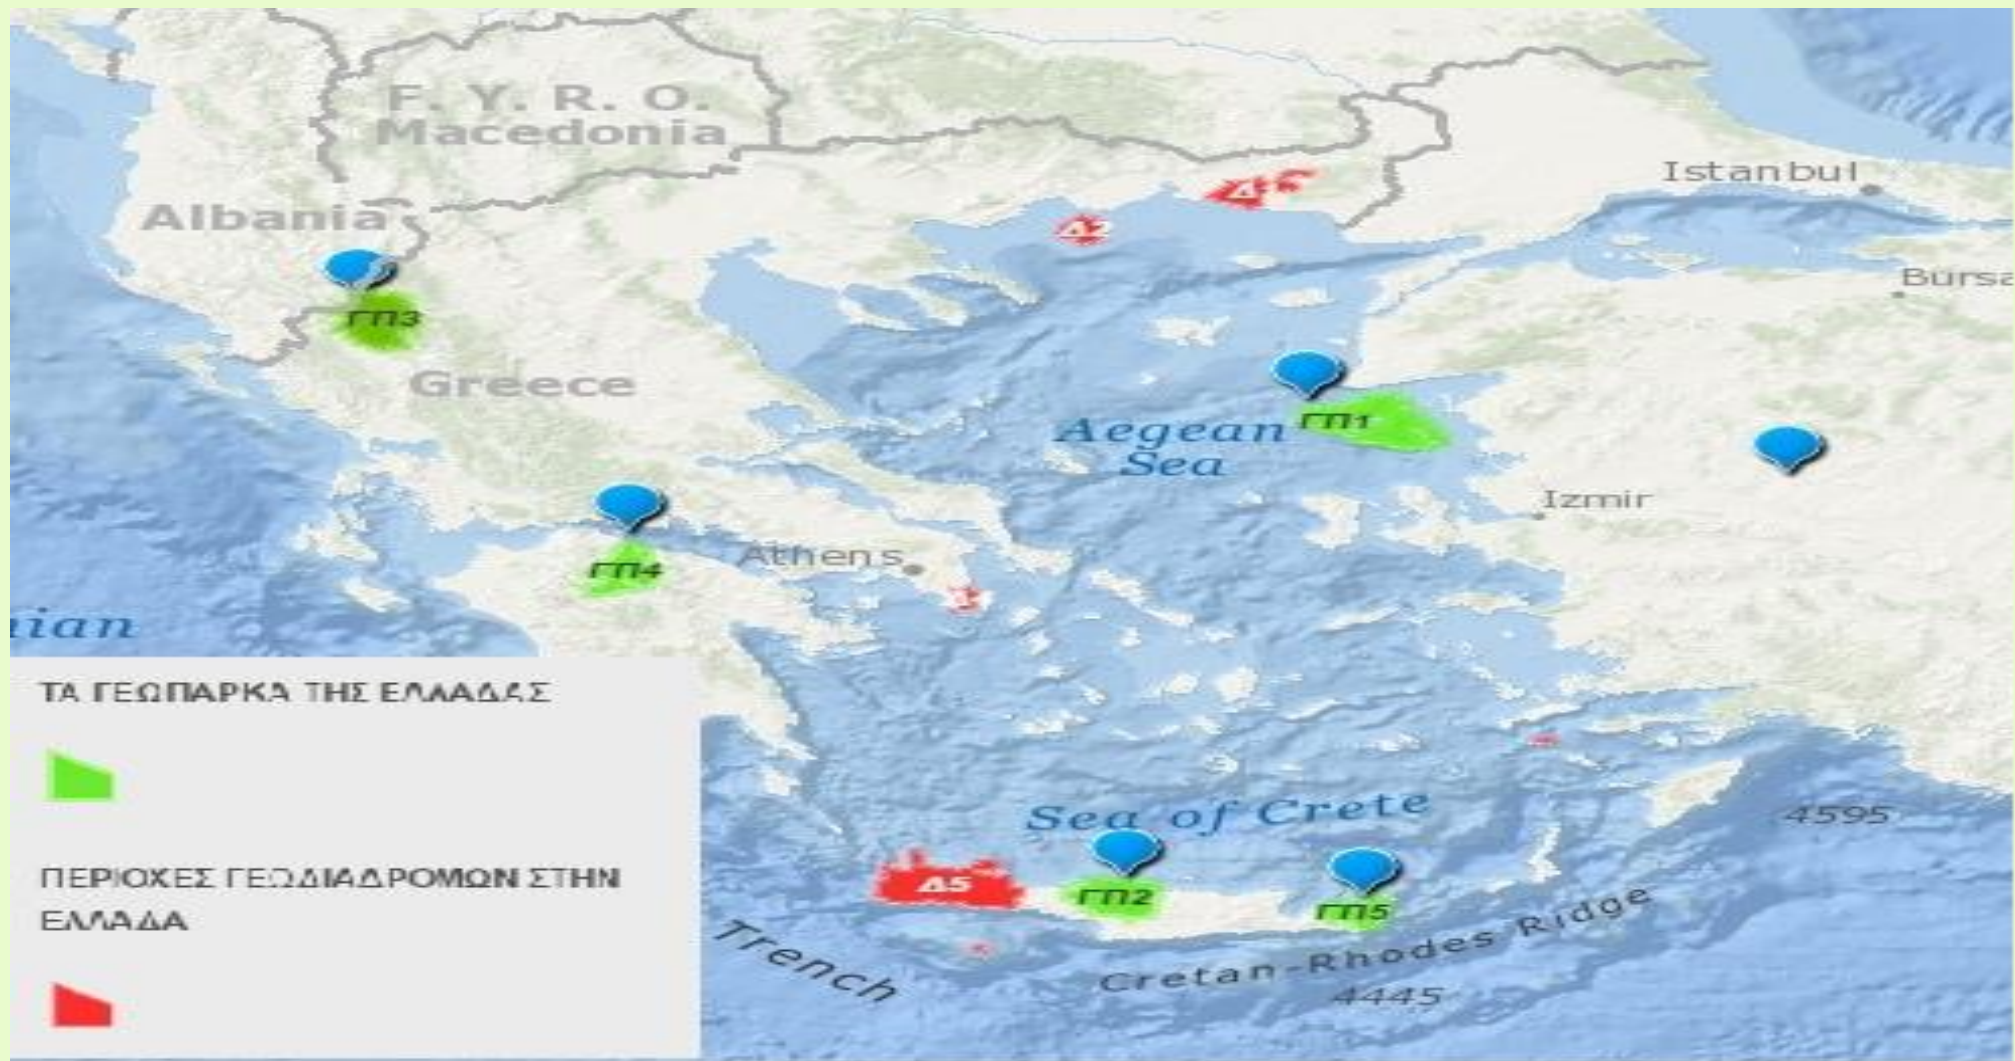 F. Y. R. O.
Macedonia
Istanbul
Albania
Δ2
Bursa
ΓΠ3
Greece
ΓΠ1
Aegean
Sea
Izmir
Athens
ΓΠ4
nian
ΤΑ ΓΕΩΠΑΡΚΑ ΤΗΣ ΕΛΛΑΔΑΣ
Sea of Crete
4595
ΠΕΡΙΟΧΕΣ ΓΕΩΔΙΑΔΡΟΜΩΝ ΣΤΗΝ
ΕΛΛΑΔΑ
Δ5
ΓΠ2
ΓΠ5
Trench
Cretan-Rhodes Ridge
4445